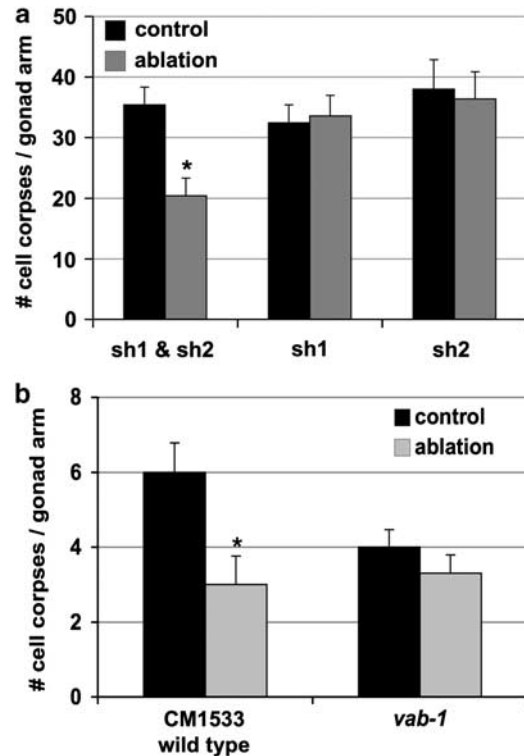 a
# cell corpses / gonad arm
50
40
30
20
10
0
control
ablation
*
sh1 & sh2
sh1
sh2
b
# cell corpses / gonad arm
8
6
4
2
0
control
ablation
*
CM1533
wild type
vab-1